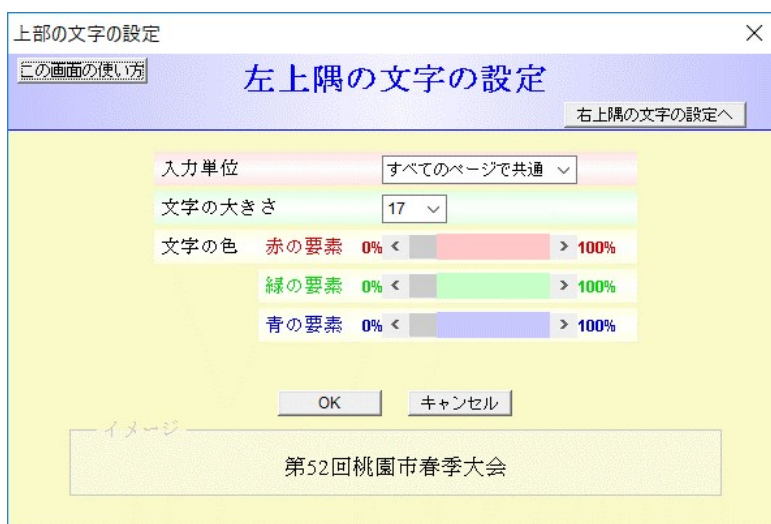 上部の文字の設定
この画面の使い方
左上隅の文字の設定
右上隅の文字の設定へ
入力単位 すべてのページで共通
文字の大きさ 17
文字の色 赤の要素 0% < > 100%
緑の要素 0% < > 100%
青の要素 0% < > 100%
OK キャンセル
イメージ
第52回桃園市春季大会